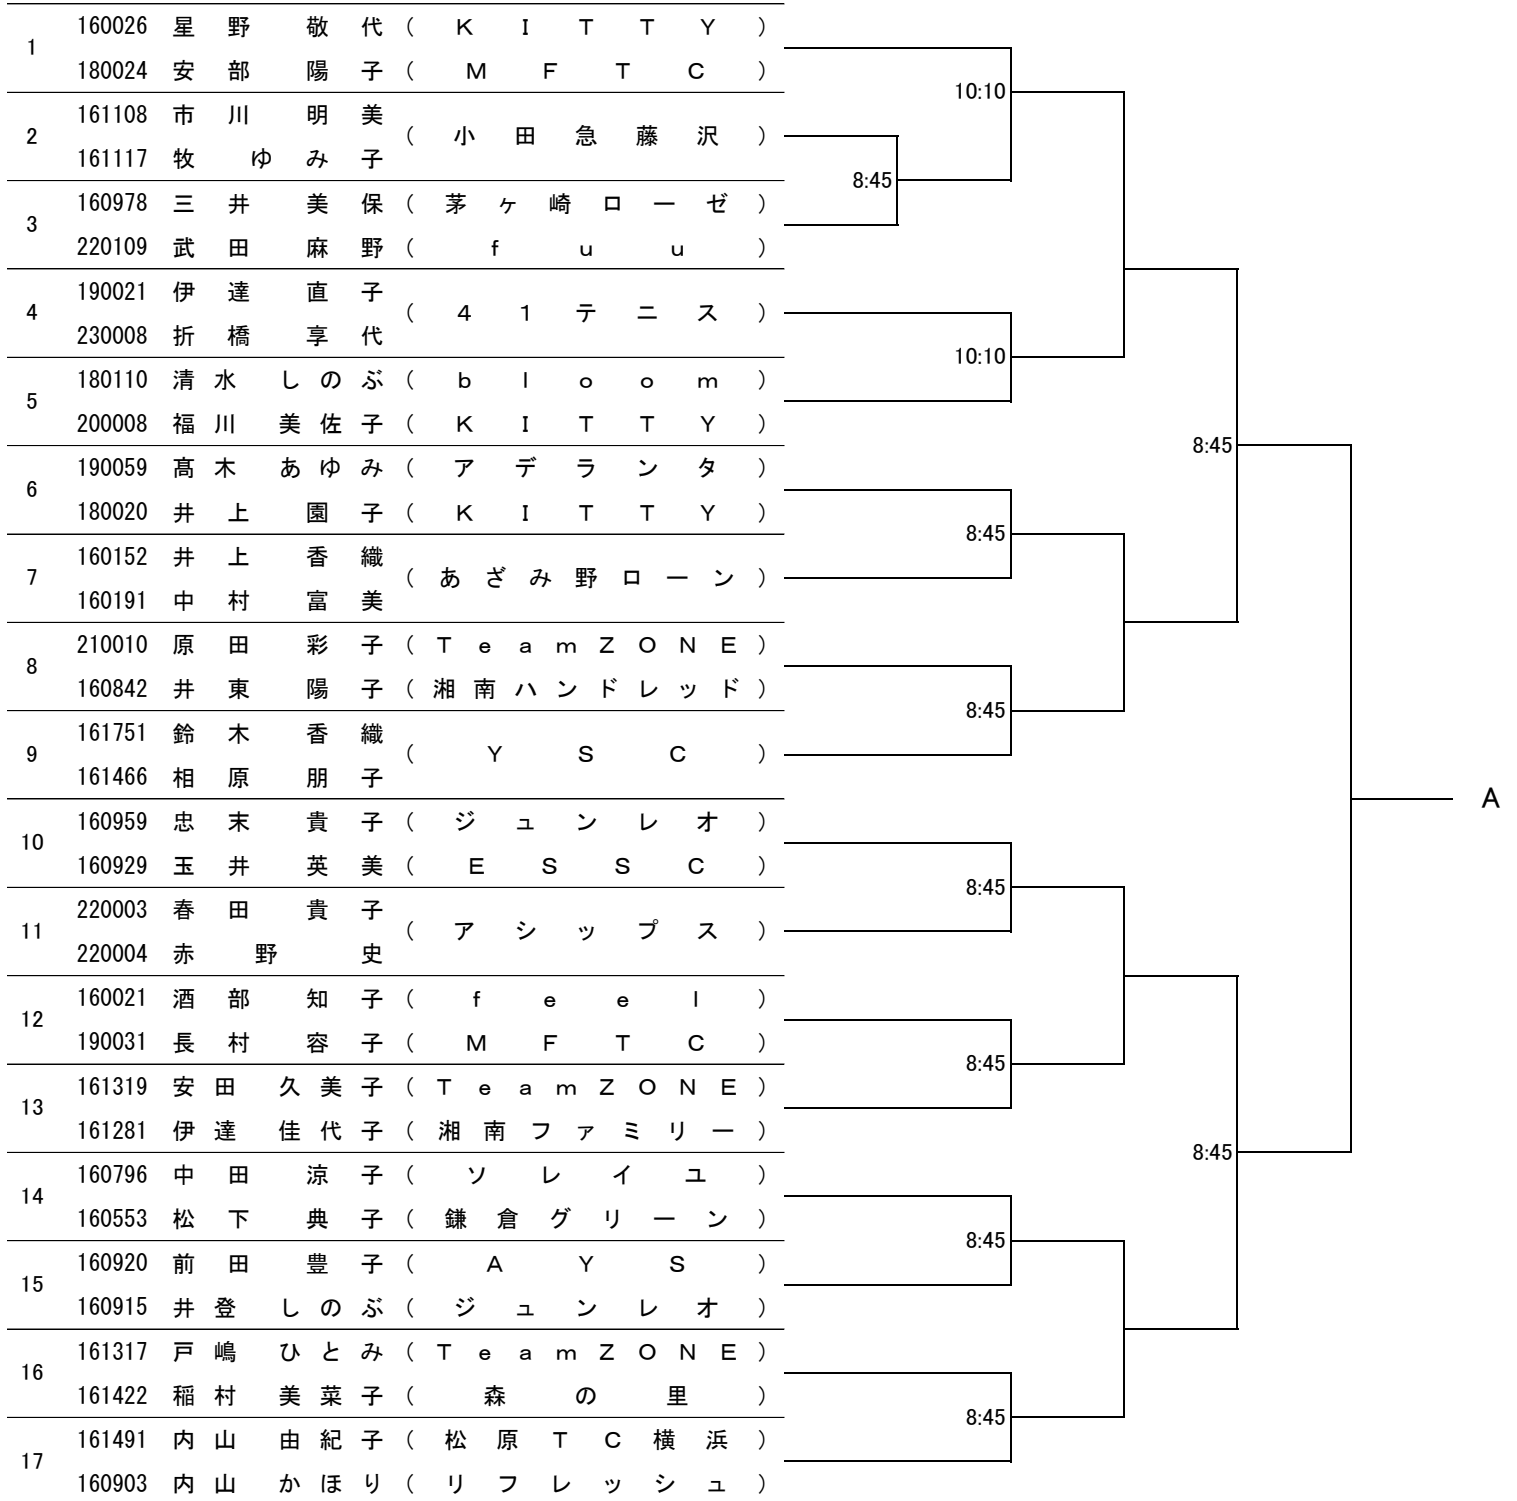 160026 星野 敬代 (KITTY)
1
180024 安部 陽子 (MFTC)
10:10
161108 市川 明美
2 (小田急藤沢)
161117 牧 ゆみ子
8:45
160978 三井 美保 (茅ヶ崎ローゼ)
3
220109 武田 麻野 (fuu)
190021 伊達 直子
4 (41テニス)
230008 折橋 享代
10:10
180110 清水 しのぶ (bloom)
5
200008 福川 美佐子 (KITTY)
8:45
190059 髙木 あゆみ (アデランタ)
6
180020 井上 園子 (KITTY)
8:45
160152 井上 香織
7 (あざみ野ローン)
160191 中村 富美
210010 原田 彩子 (TeamZONE)
8
160842 井東 陽子 (湘南ハンドレッド)
8:45
161751 鈴木 香織
9 (YSC)
161466 相原 朋子
A
160959 忠末 貴子 (ジュンレオ)
10
160929 玉井 英美 (ESSC)
8:45
220003 春田 貴子
11 (アシップス)
220004 赤野 史
160021 酒部 知子 (feel)
12
190031 長村 容子 (MFTC)
8:45
161319 安田 久美子 (TeamZONE)
13
161281 伊達 佳代子 (湘南ファミリー)
8:45
160796 中田 涼子 (ソレイユ)
14
160553 松下 典子 (鎌倉グリーン)
8:45
160920 前田 豊子 (AYS)
15
160915 井登 しのぶ (ジュンレオ)
161317 戸嶋 ひとみ (TeamZONE)
16
161422 稲村 美菜子 (森の里)
8:45
161491 内山 由紀子 (松原TC横浜)
17
160903 内山 かほり (リフレッシュ)